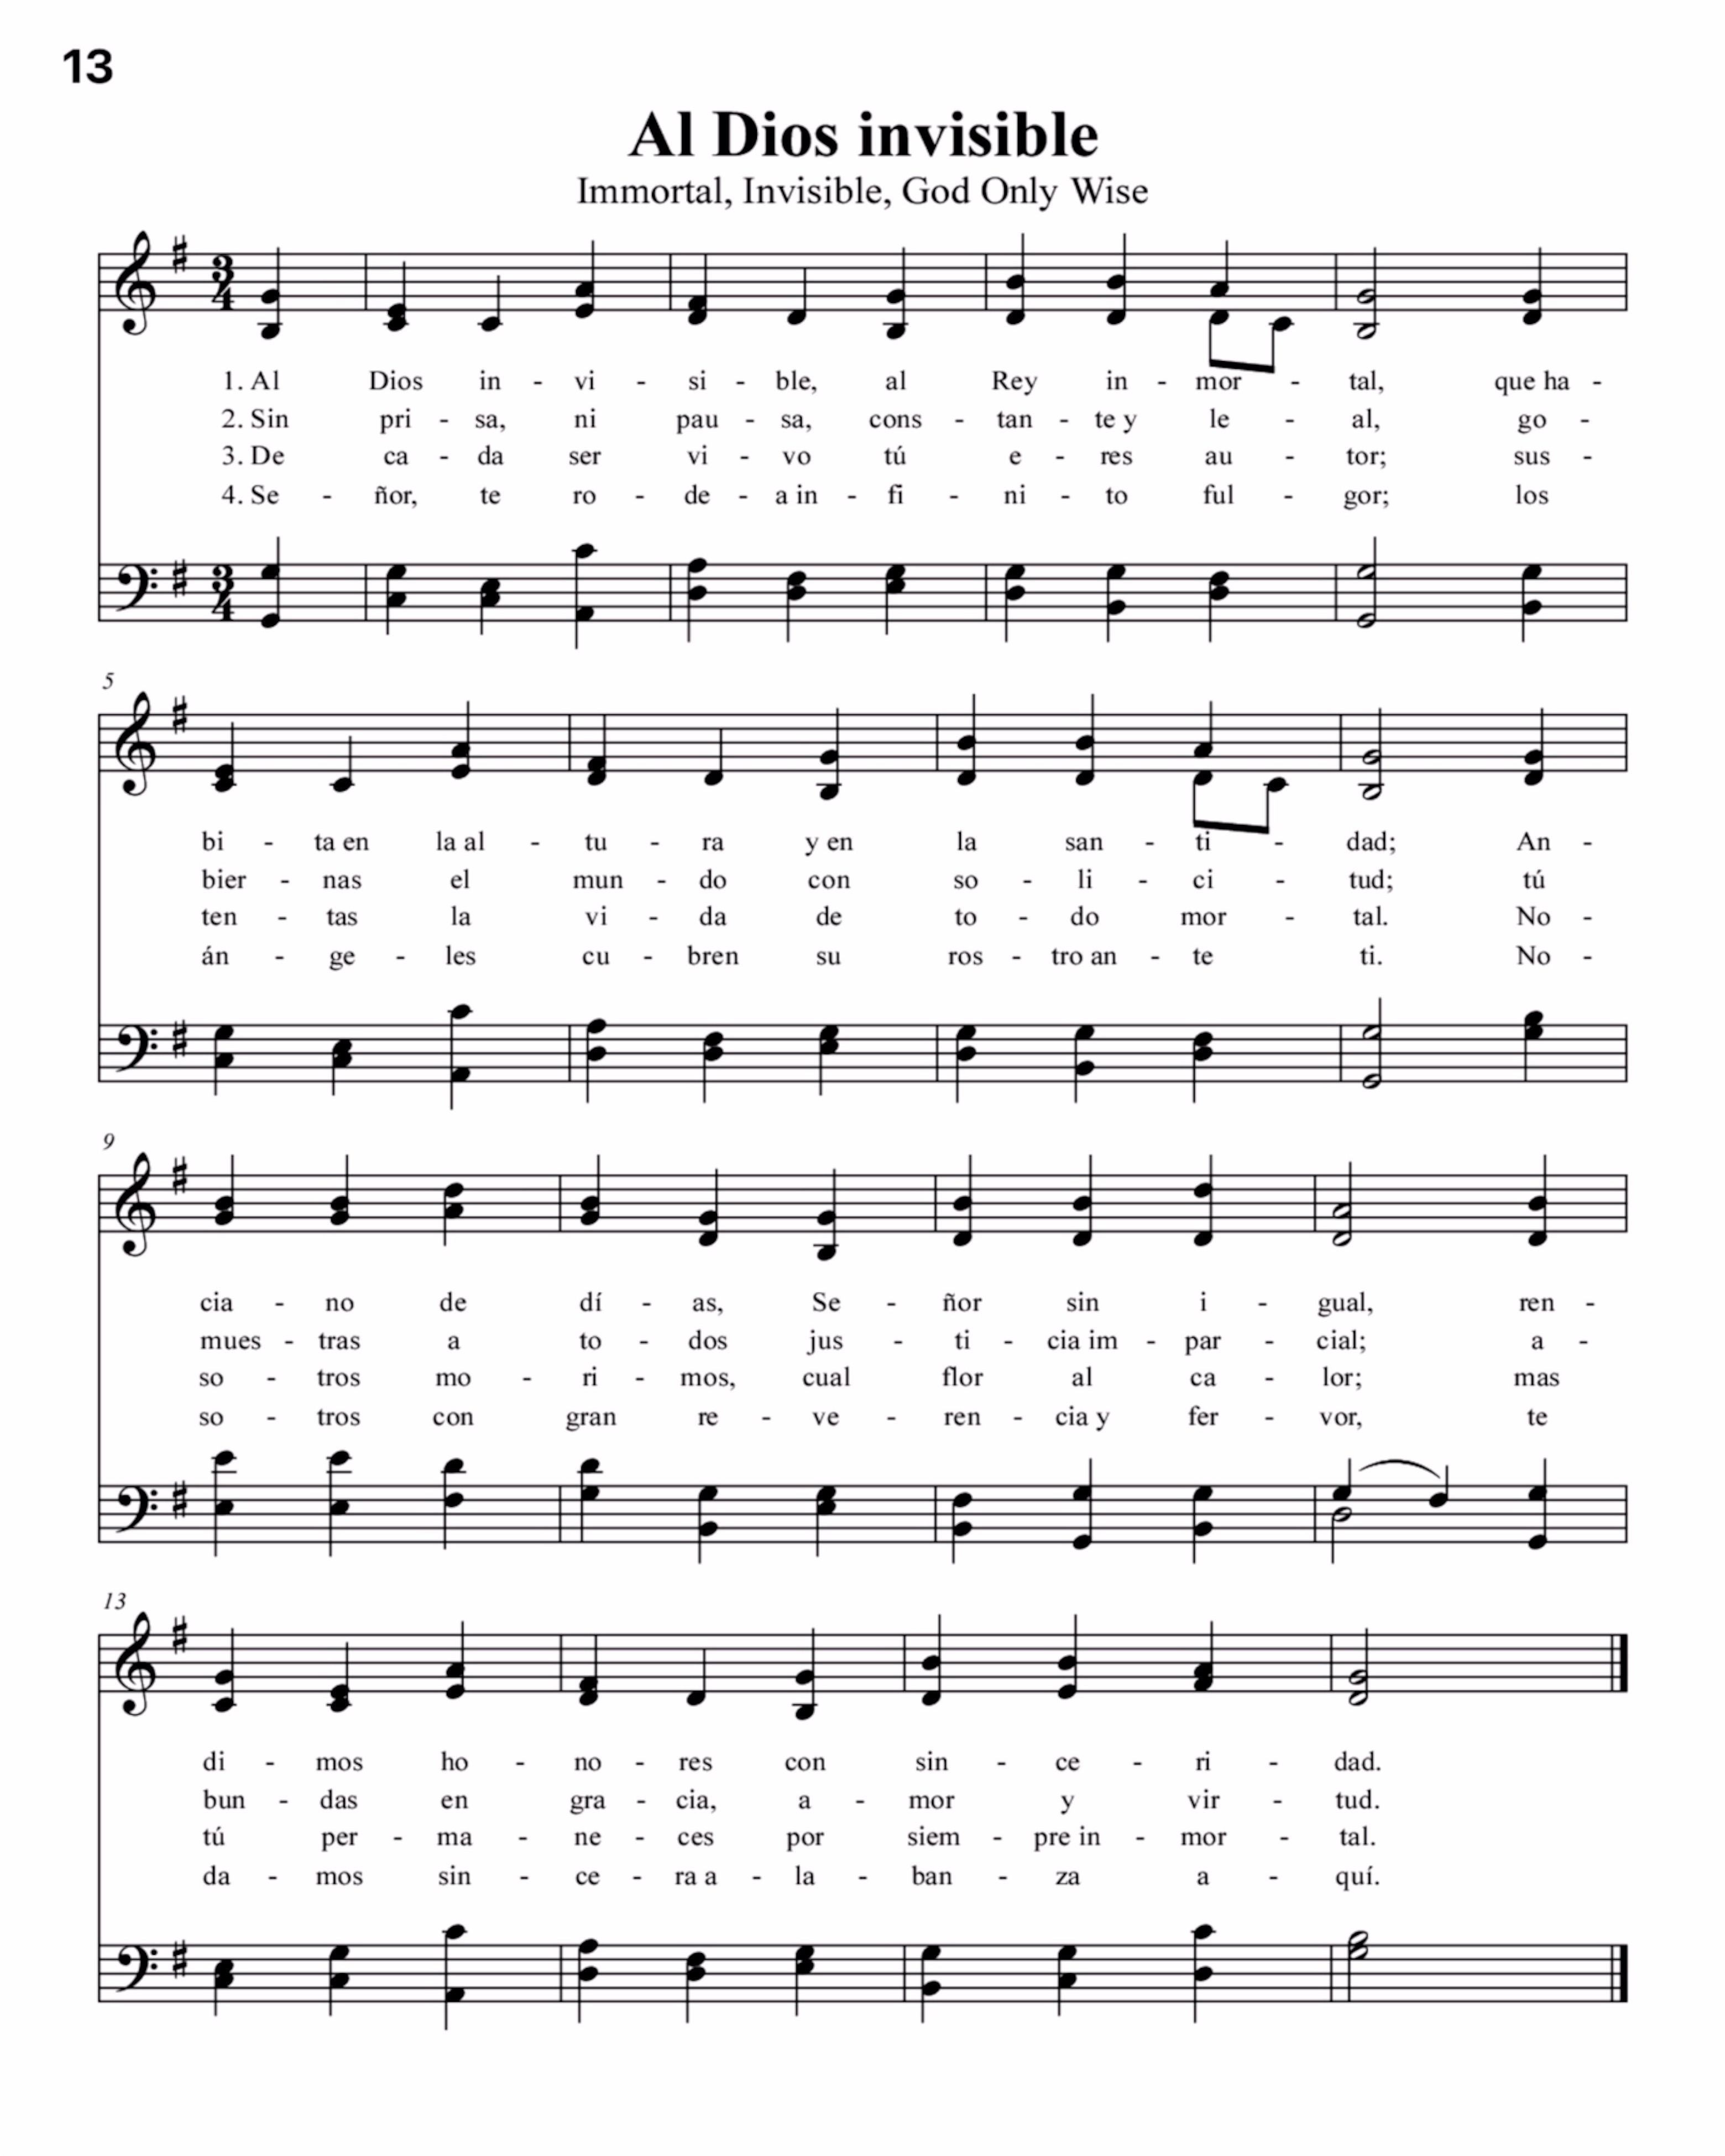 13
Al Dios invisible
Immortal, Invisible, God Only Wise
3 4
1. Al Dios in - vi - si - ble, al Rey in - mor - tal, que ha -
2. Sin pri - sa, ni pau - sa, cons - tan - te y le - al, go -
3. De ca - da ser vi - vo tú e - res au - tor; sus -
4. Se - ñor, te ro - de - a in - fi - ni - to ful - gor; los
3 4
5
bi - ta en la al - tu - ra y en la san - ti - dad; An -
bier - nas el mun - do con so - li - ci - tud; tú
ten - tas la vi - da de to - do mor - tal. No -
án - ge - les cu - bren su ros - tro an - te ti. No -
9
cia - no de dí - as, Se - ñor sin i - gual, ren -
mues - tras a to - dos jus - ti - cia im - par - cial; a -
so - tros mo - ri - mos, cual flor al ca - lor; mas
so - tros con gran re - ve - ren - cia y fer - vor, te
13
di - mos ho - no - res con sin - ce - ri - dad.
bun - das en gra - cia, a - mor y vir - tud.
tú per - ma - ne - ces por siem - pre in - mor - tal.
da - mos sin - ce - ra a - la - ban - za a - quí.